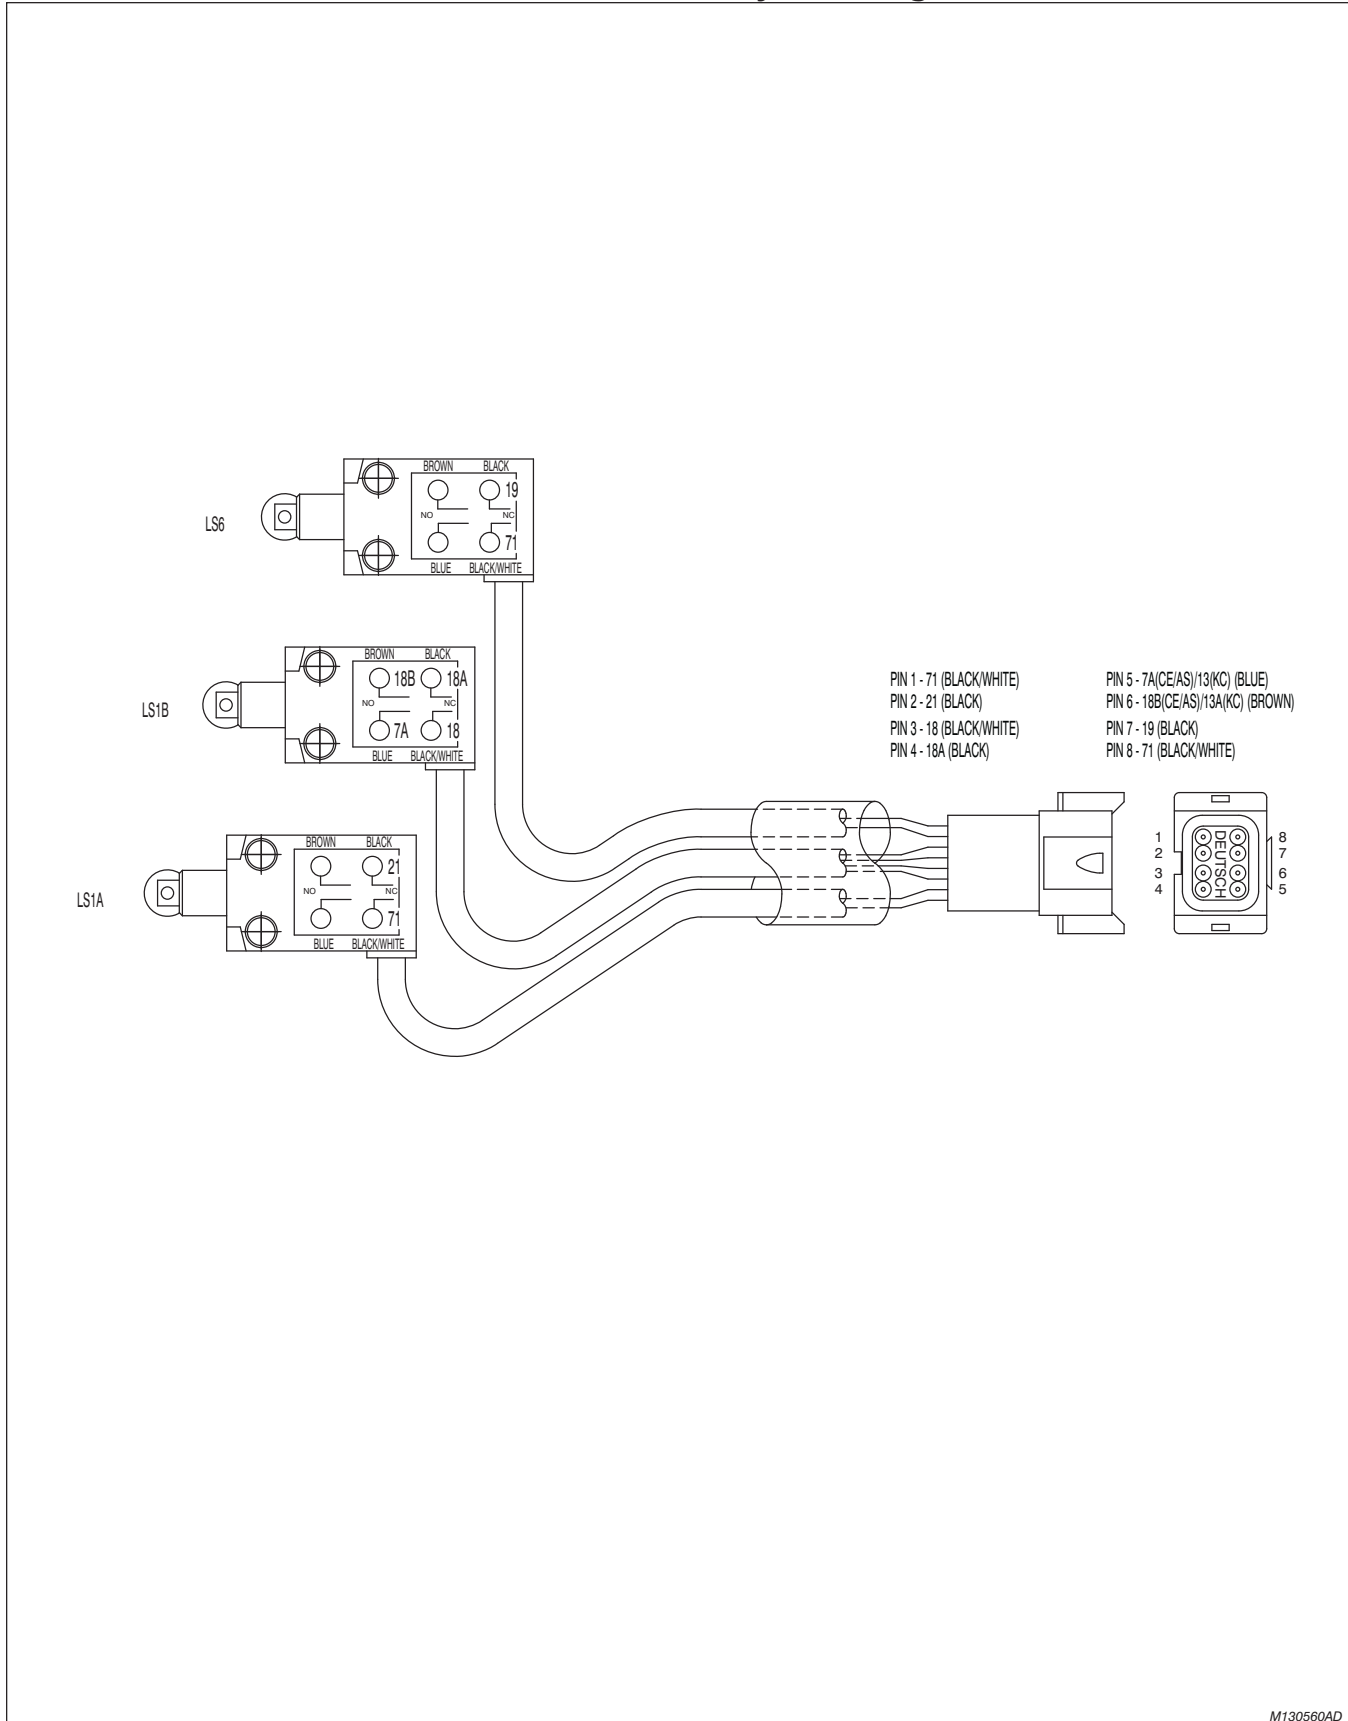 BROWN BLACK
19
LS6
NO NC
71
BLUE BLACK/WHITE
BROWN BLACK
18B 18A
LS1B
NO NC
7A 18
BLUE BLACK/WHITE
BROWN BLACK
21
LS1A
NO NC
71
BLUE BLACK/WHITE
PIN 1 - 71 (BLACK/WHITE)
PIN 2 - 21 (BLACK)
PIN 3 - 18 (BLACK/WHITE)
PIN 4 - 18A (BLACK)
PIN 5 - 7A(CE/AS)/13(KC) (BLUE)
PIN 6 - 18B(CE/AS)/13A(KC) (BROWN)
PIN 7 - 19 (BLACK)
PIN 8 - 71 (BLACK/WHITE)
1 8
2 7
3 6
4 5
DEUTSCH
M130560AD